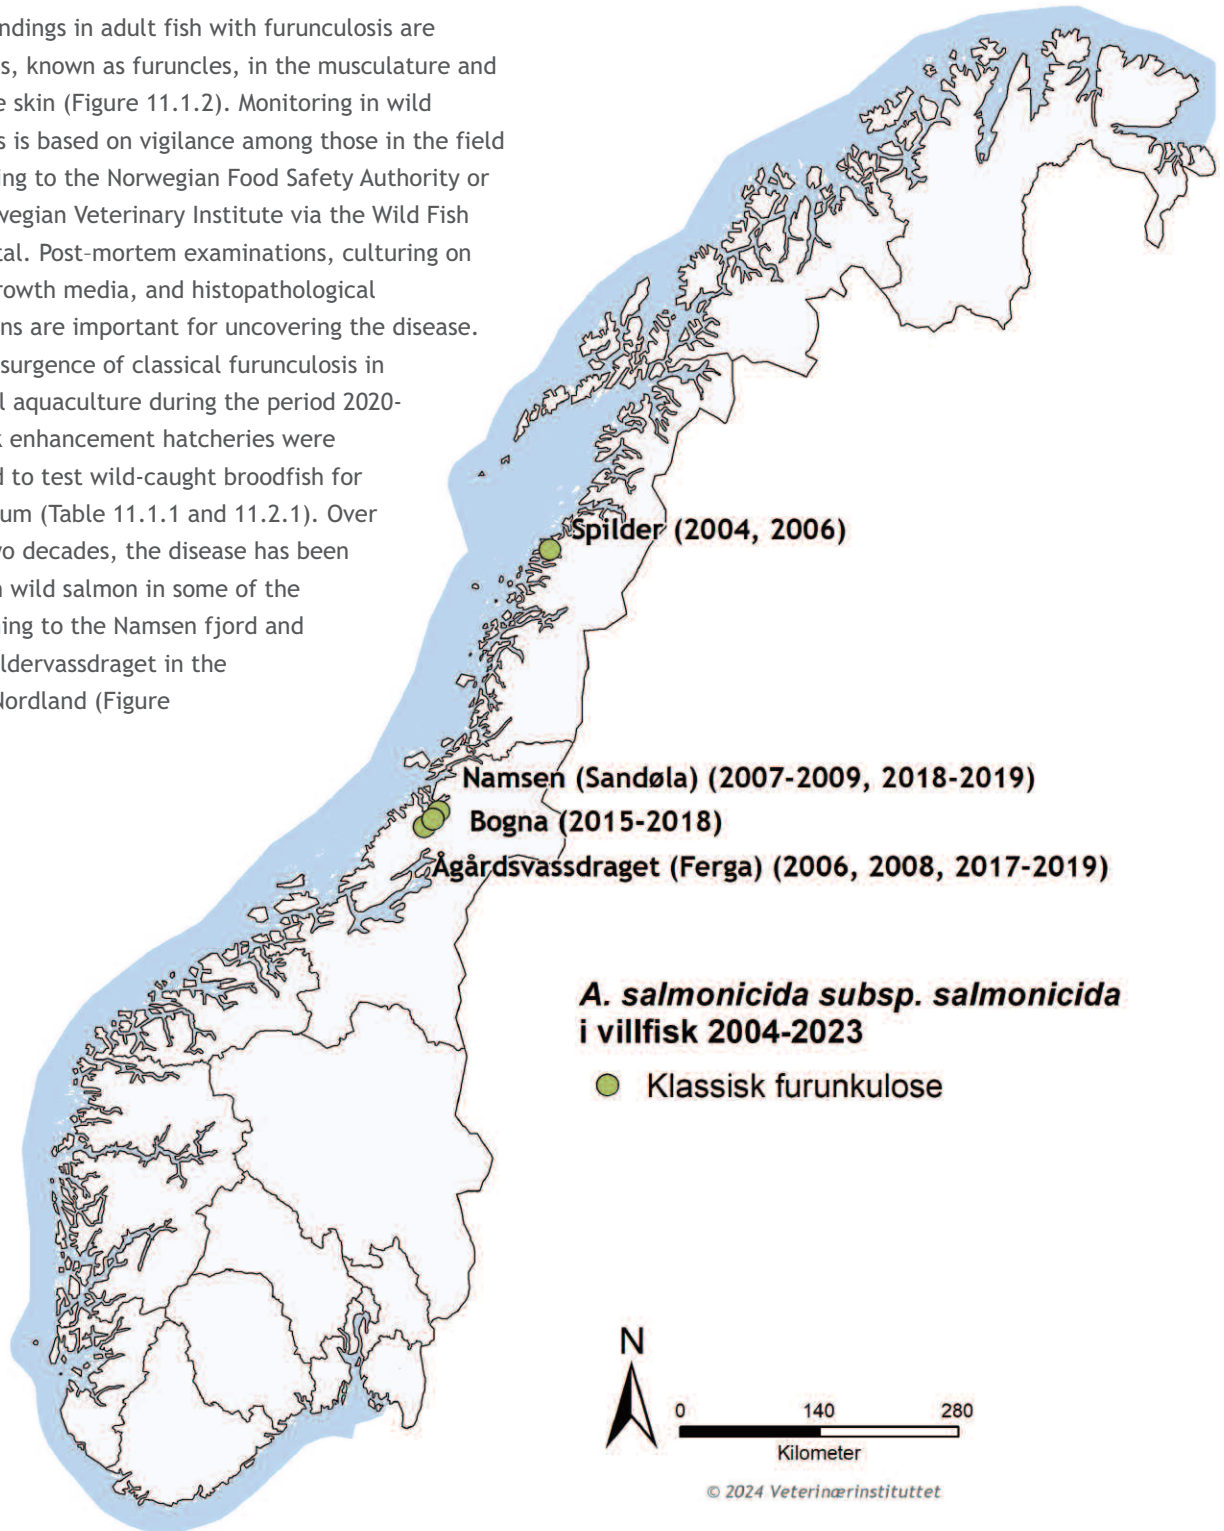 ndings in adult fish with furunculosis are
s, known as furuncles, in the musculature and
e skin (Figure 11.1.2). Monitoring in wild
s is based on vigilance among those in the field
ing to the Norwegian Food Safety Authority or
wegian Veterinary Institute via the Wild Fish
tal. Post-mortem examinations, culturing on
rowth media, and histopathological
ns are important for uncovering the disease.
surgence of classical furunculosis in
l aquaculture during the period 2020-
k enhancement hatcheries were
d to test wild-caught broodfish for
um (Table 11.1.1 and 11.2.1). Over
vo decades, the disease has been
n wild salmon in some of the
ning to the Namsen fjord and
ldervassdraget in the
Nordland (Figure
Spilder (2004, 2006)
Namsen (Sandøla) (2007-2009, 2018-2019)
Bogna (2015-2018)
Ågårdsvassdraget (Ferga) (2006, 2008, 2017-2019)
A. salmonicida subsp. salmonicida
i villfisk 2004-2023
Klassisk furunkulose
N
0 140 280
Kilometer
© 2024 Veterinærinstituttet